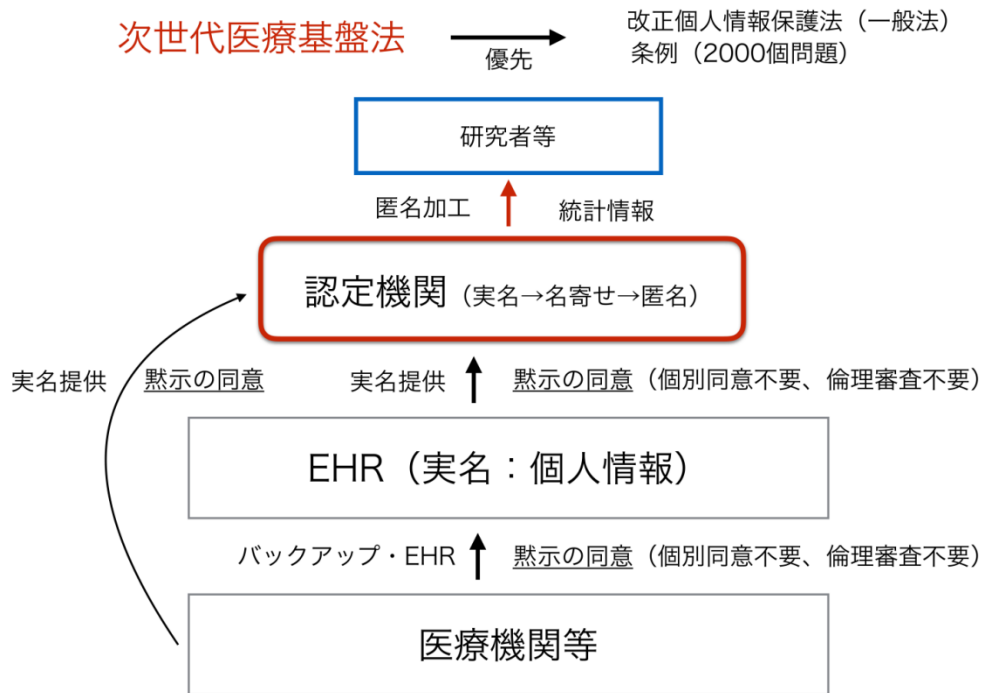 次世代医療基盤法
優先
改正個人情報保護法（一般法）
条例（2000個問題）
研究者等
匿名加工
統計情報
認定機関（実名→名寄せ→匿名）
実名提供
黙示の同意
実名提供
黙示の同意（個別同意不要、倫理審査不要）
EHR（実名：個人情報）
バックアップ・EHR
黙示の同意（個別同意不要、倫理審査不要）
医療機関等